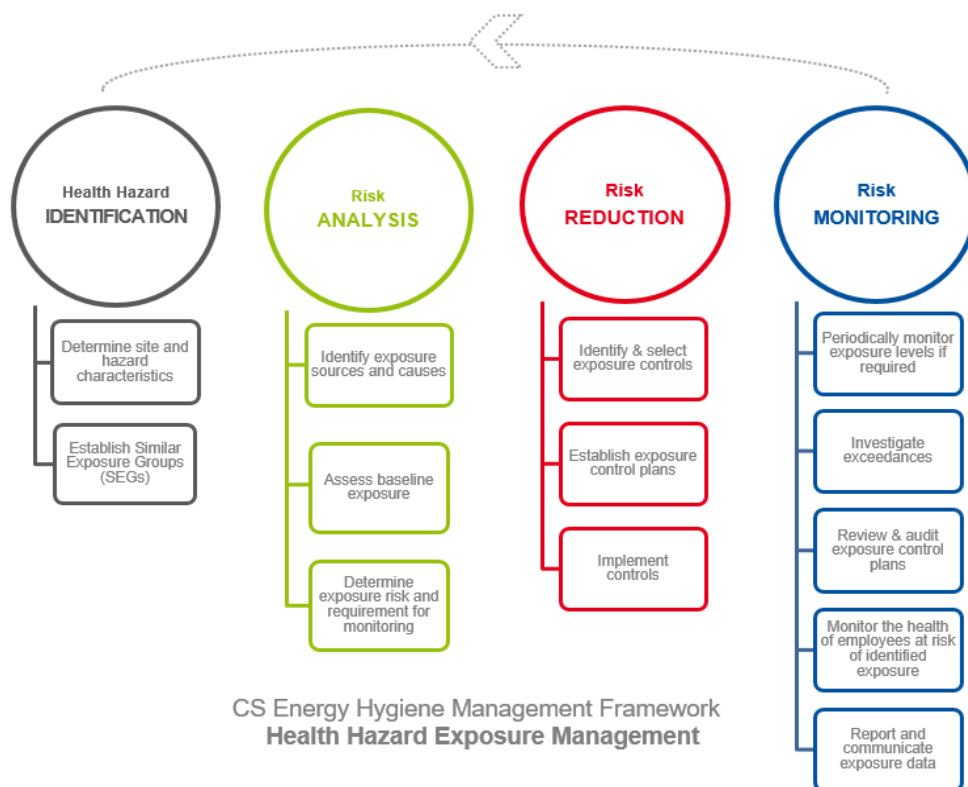 Health Hazard
IDENTIFICATION
Determine site and
hazard
characteristics
Establish Similar
Exposure Groups
(SEGs)
Risk
ANALYSIS
Identify exposure
sources and causes
Assess baseline
exposure
Determine
exposure risk and
requirement for
monitoring
Risk
REDUCTION
Identify & select
exposure controls
Establish exposure
control plans
Implement
controls
Risk
MONITORING
Periodically monitor
exposure levels if
required
Investigate
exceedances
Review & audit
exposure control
plans
Monitor the health
of employees at risk
of identified
exposure
Report and
communicate
exposure data
CS Energy Hygiene Management Framework
Health Hazard Exposure Management